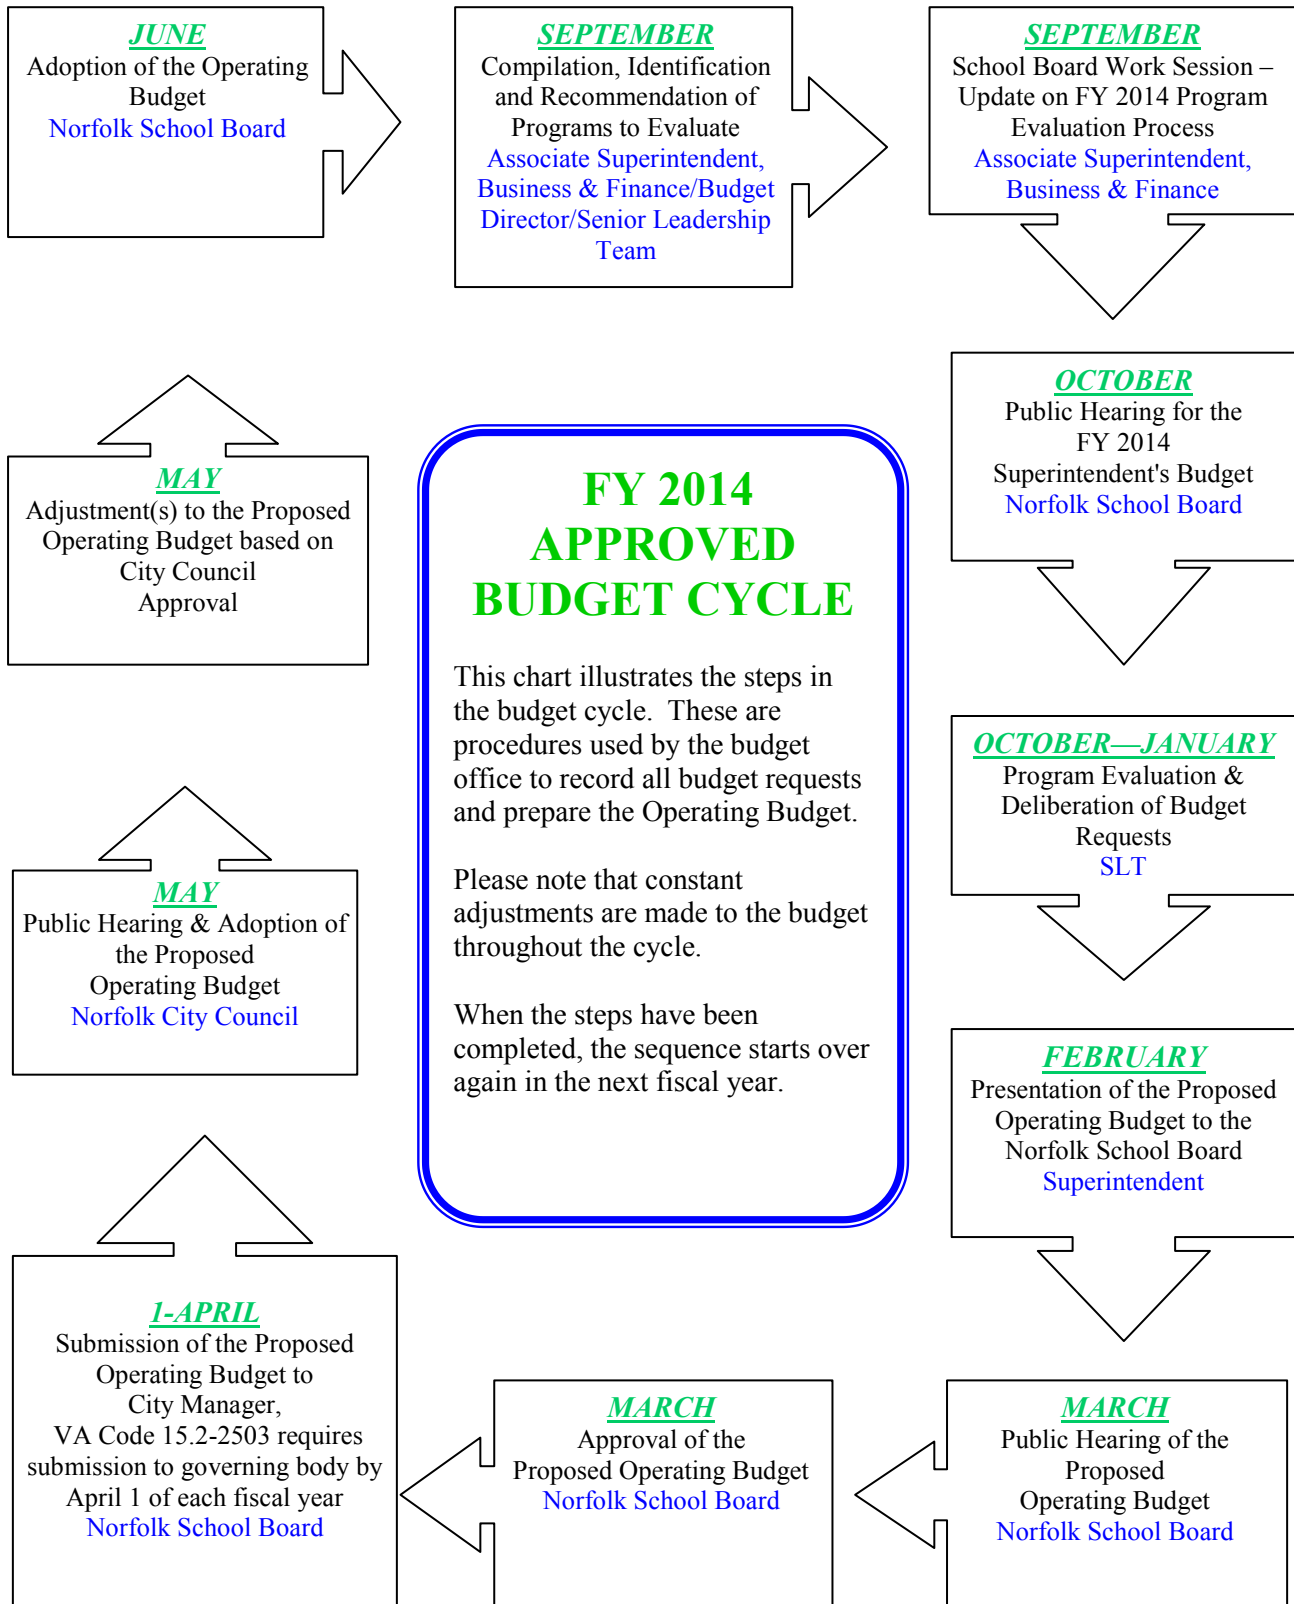 JUNE
Adoption of the Operating
Budget
Norfolk School Board
SEPTEMBER
Compilation, Identification
and Recommendation of
Programs to Evaluate
Associate Superintendent,
Business & Finance/Budget
Director/Senior Leadership
Team
SEPTEMBER
School Board Work Session –
Update on FY 2014 Program
Evaluation Process
Associate Superintendent,
Business & Finance
OCTOBER
Public Hearing for the
FY 2014
Superintendent's Budget
Norfolk School Board
OCTOBER—JANUARY
Program Evaluation &
Deliberation of Budget
Requests
SLT
FEBRUARY
Presentation of the Proposed
Operating Budget to the
Norfolk School Board
Superintendent
MARCH
Public Hearing of the
Proposed
Operating Budget
Norfolk School Board
MARCH
Approval of the
Proposed Operating Budget
Norfolk School Board
1-APRIL
Submission of the Proposed
Operating Budget to
City Manager,
VA Code 15.2-2503 requires
submission to governing body by
April 1 of each fiscal year
Norfolk School Board
MAY
Public Hearing & Adoption of
the Proposed
Operating Budget
Norfolk City Council
MAY
Adjustment(s) to the Proposed
Operating Budget based on
City Council
Approval
FY 2014
APPROVED
BUDGET CYCLE
This chart illustrates the steps in
the budget cycle.  These are
procedures used by the budget
office to record all budget requests
and prepare the Operating Budget.
Please note that constant
adjustments are made to the budget
throughout the cycle.
When the steps have been
completed, the sequence starts over
again in the next fiscal year.